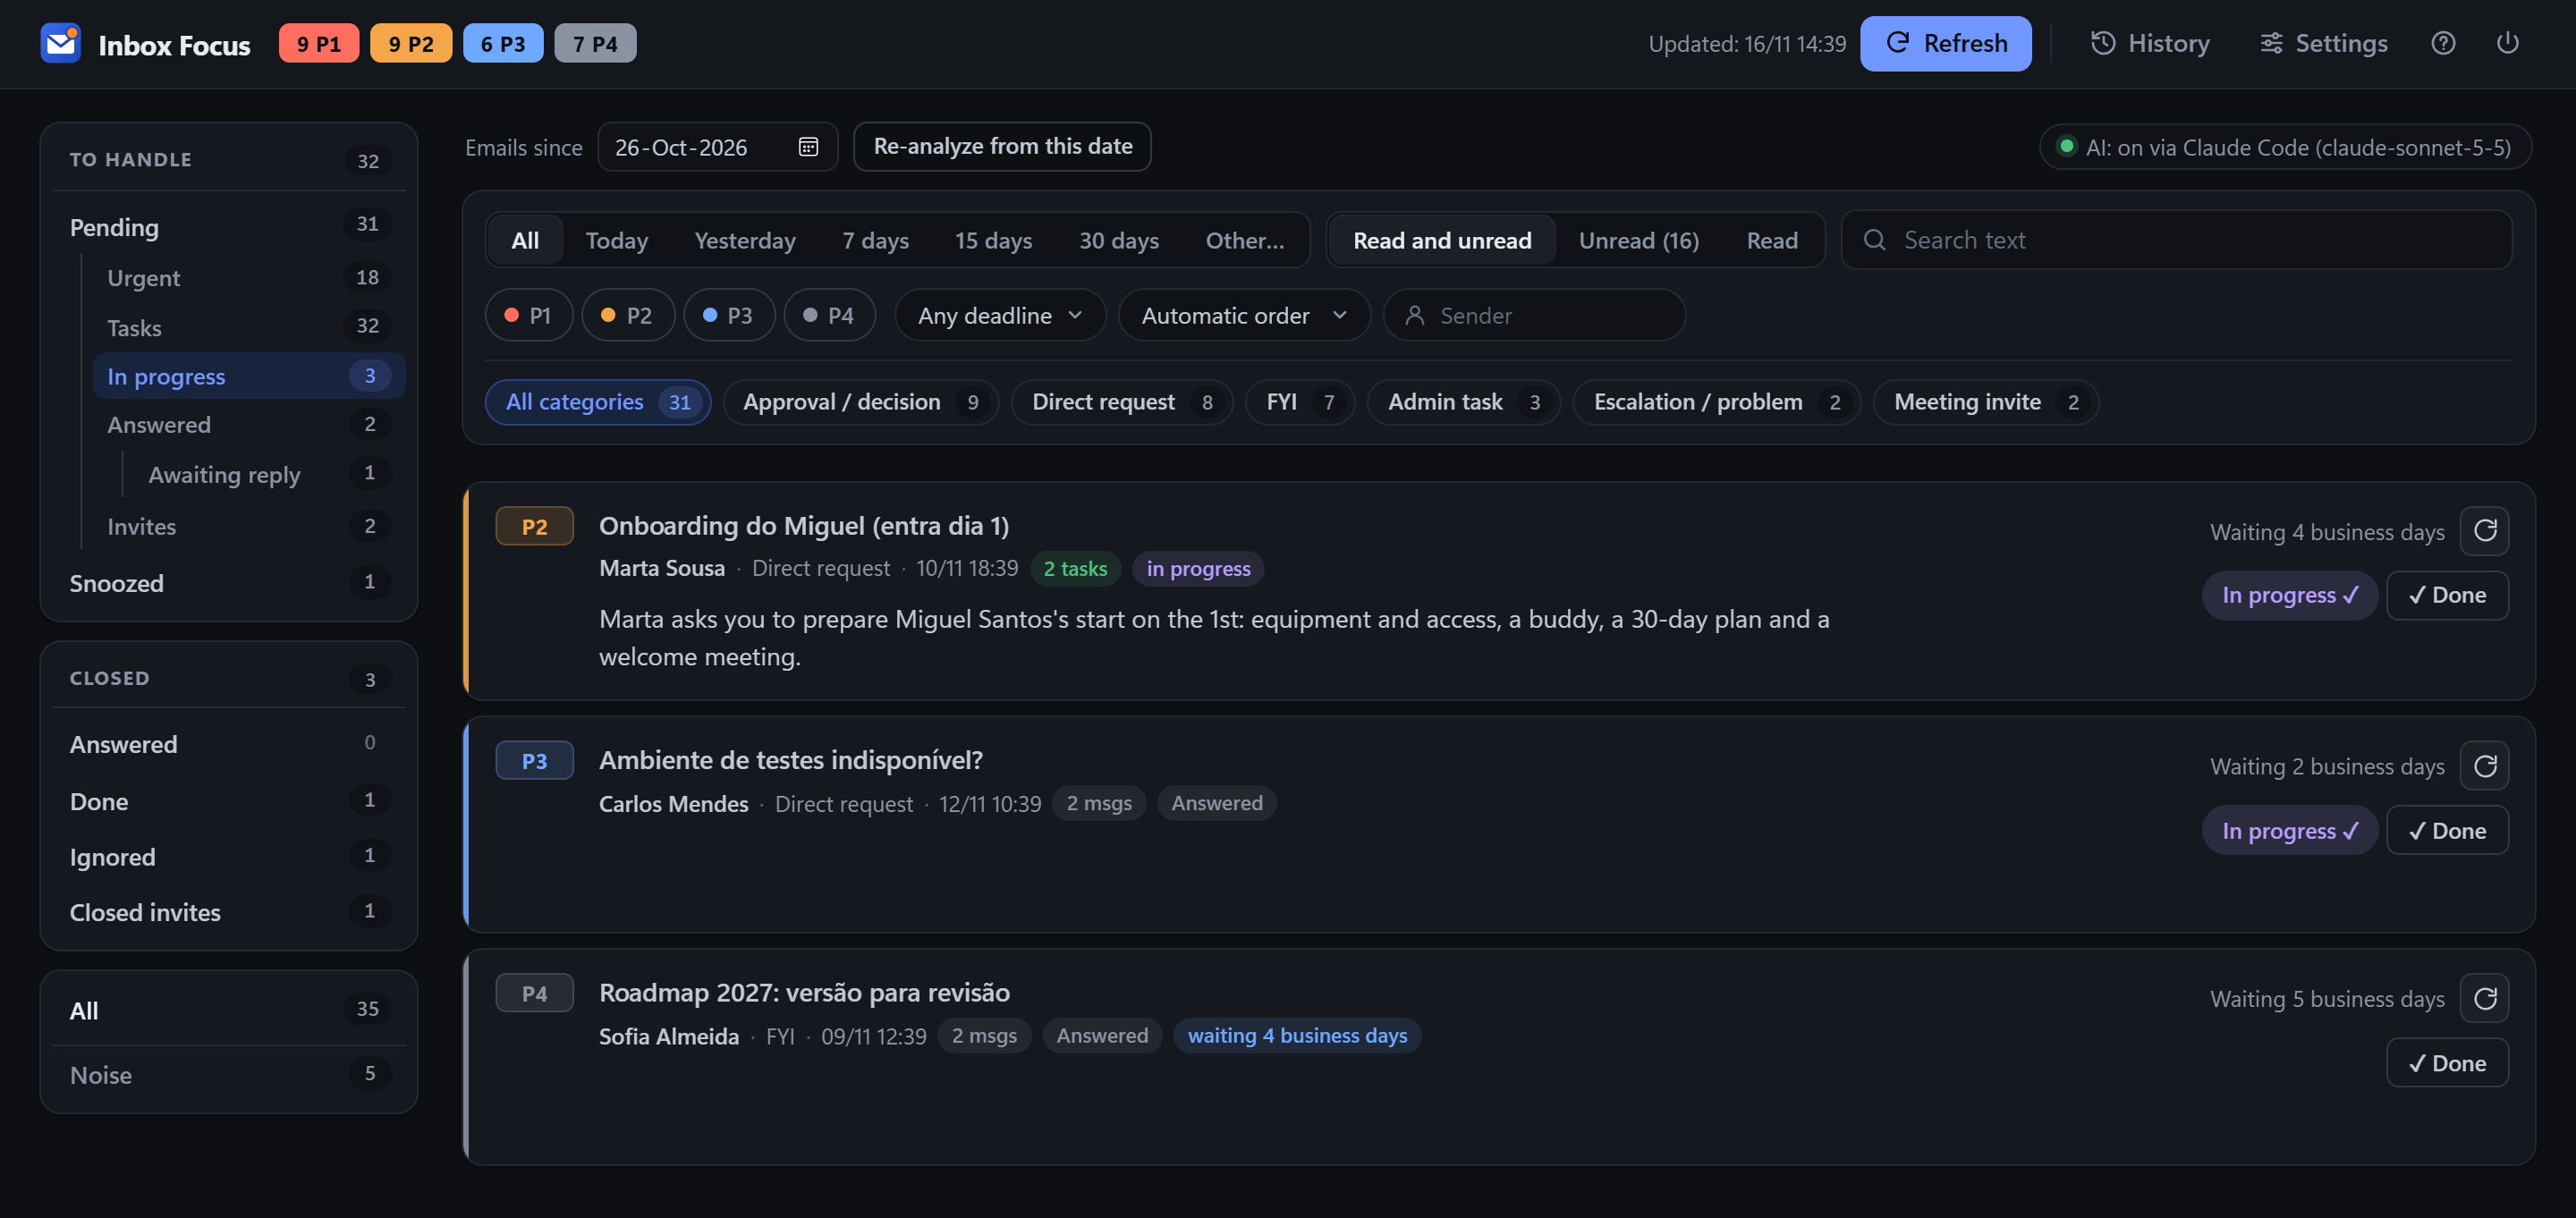 Inbox Focus 9 P1 9 P2 6 P3 7 P4 Updated: 16/11 14:39 Refresh History Settings
TO HANDLE 32
Pending 31
Urgent 18
Tasks 32
In progress 3
Answered 2
Awaiting reply 1
Invites 2
Snoozed 1
CLOSED 3
Answered 0
Done 1
Ignored 1
Closed invites 1
All 35
Noise 5
Emails since 26-Oct-2026 Re-analyze from this date AI: on via Claude Code (claude-sonnet-5-5)
All Today Yesterday 7 days 15 days 30 days Other... Read and unread Unread (16) Read Search text
P1 P2 P3 P4 Any deadline Automatic order Sender
All categories 31 Approval / decision 9 Direct request 8 FYI 7 Admin task 3 Escalation / problem 2 Meeting invite 2
P2 Onboarding do Miguel (entra dia 1) Waiting 4 business days
Marta Sousa · Direct request · 10/11 18:39 2 tasks in progress In progress ✓ ✓ Done
Marta asks you to prepare Miguel Santos's start on the 1st: equipment and access, a buddy, a 30-day plan and a
welcome meeting.
P3 Ambiente de testes indisponível? Waiting 2 business days
Carlos Mendes · Direct request · 12/11 10:39 2 msgs Answered In progress ✓ ✓ Done
P4 Roadmap 2027: versão para revisão Waiting 5 business days
Sofia Almeida · FYI · 09/11 12:39 2 msgs Answered waiting 4 business days ✓ Done